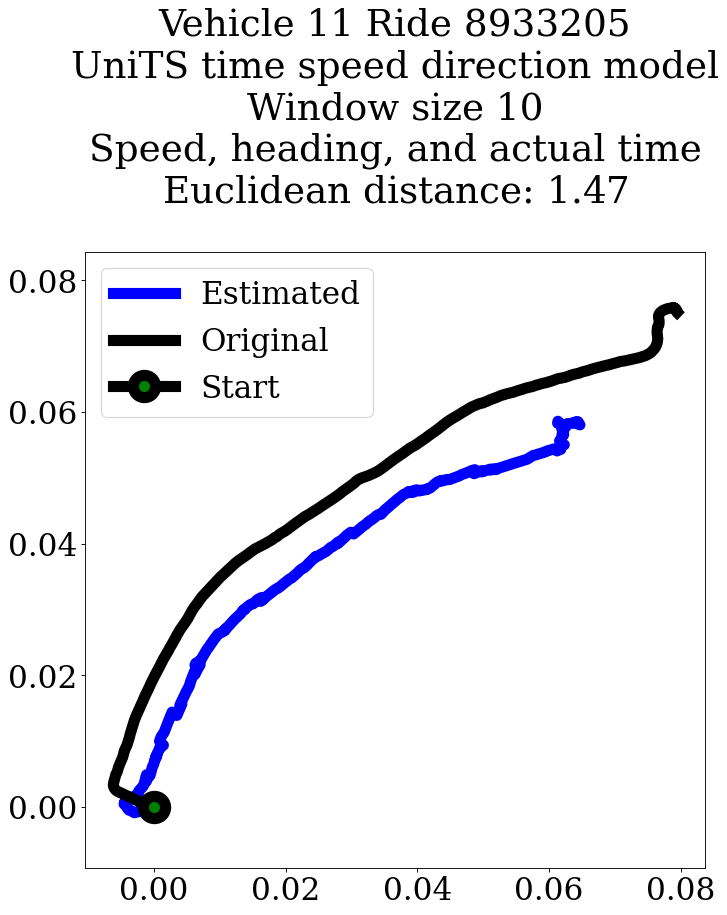 Vehicle 11 Ride 8933205
UniTS time speed direction model
Window size 10
Speed, heading, and actual time
Euclidean distance: 1.47
Estimated
Original
Start
0.08
0.06
0.04
0.02
0.00
0.00 0.02 0.04 0.06 0.08